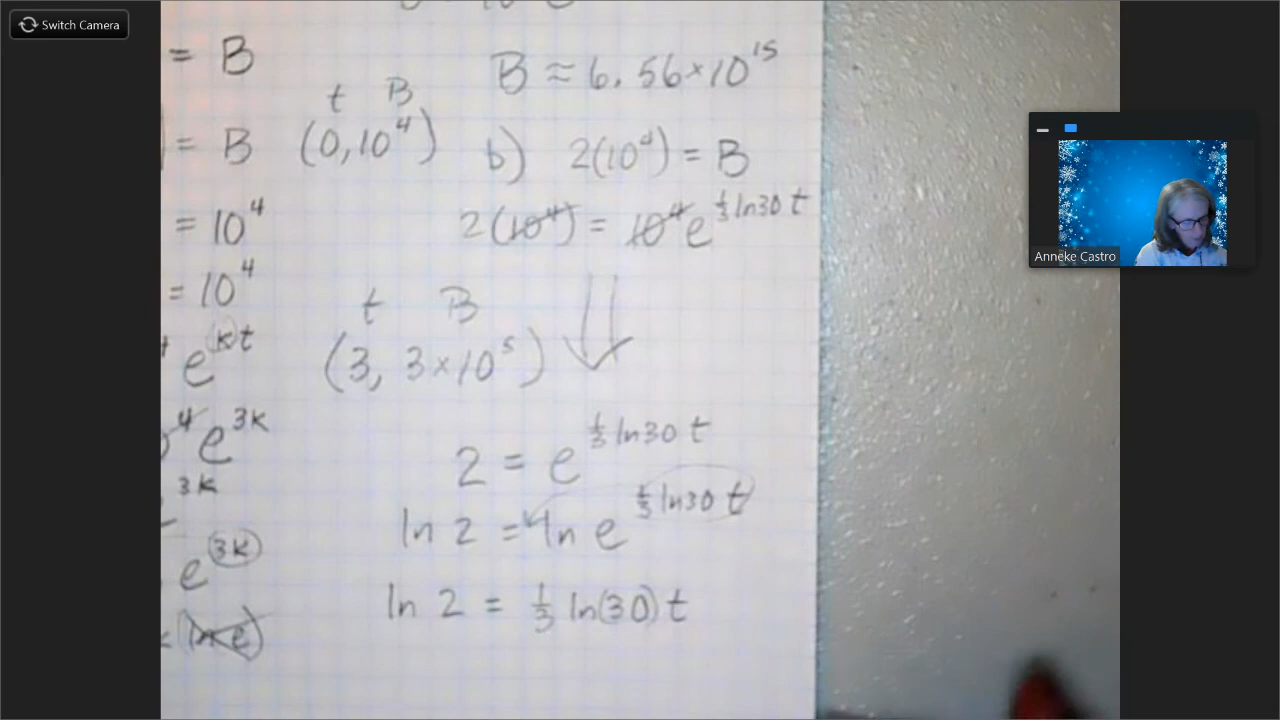 Switch Camera
= B
t B
= B (0, 10^4)
= 10^4
= 10^4
e^kt
t B
(3, 3×10^5)
^4 e^3k
3k
e^3k
B ≈ 6.56×10^15
b) 2(10^4) = B
2(10^4) = 10^4 e^⅓ ln30 t
2 = e^⅓ ln30 t
ln 2 = ln e^⅓ ln30 t
ln 2 = ⅓ ln(30) t
Anneke Castro